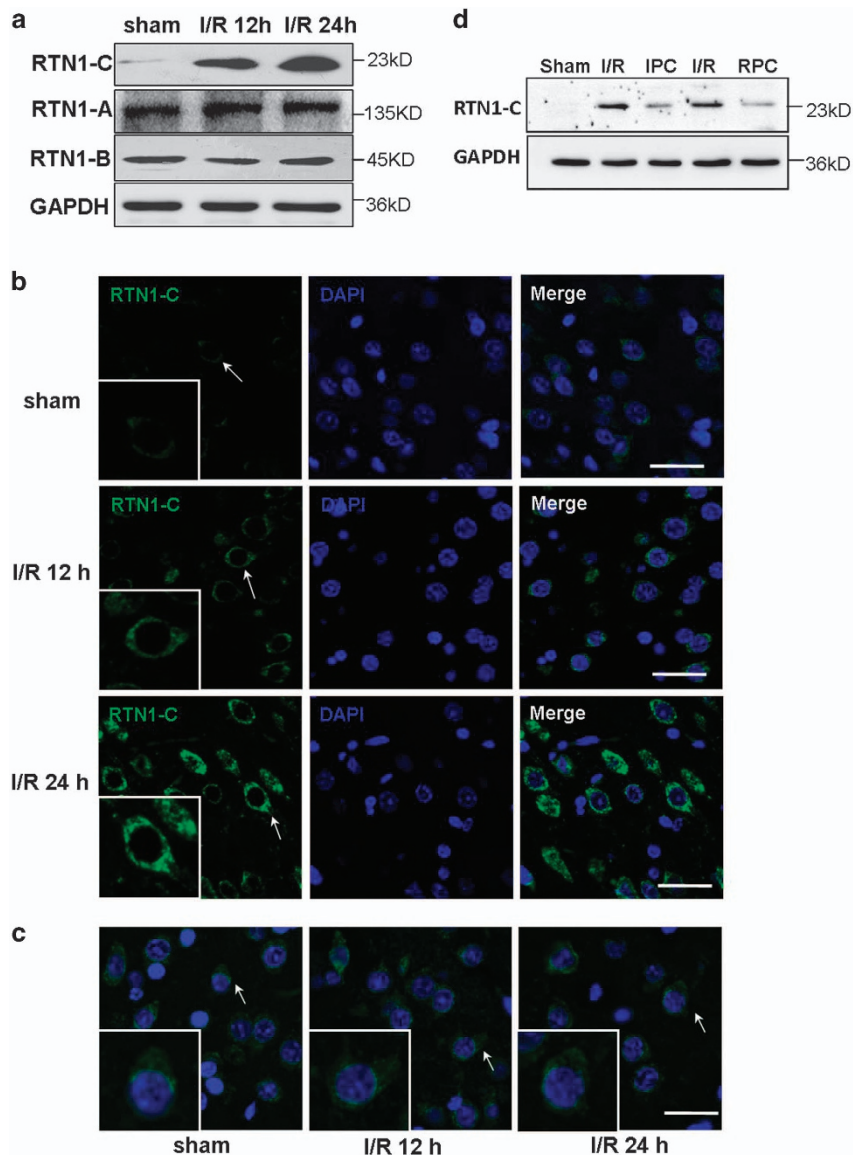 a
sham I/R 12h I/R 24h
RTN1-C 23kD
RTN1-A 135KD
RTN1-B 45KD
GAPDH 36kD
d
Sham I/R IPC I/R RPC
RTN1-C 23kD
GAPDH 36kD
b
RTN1-C DAPI Merge
sham
RTN1-C DAPI Merge
I/R 12 h
RTN1-C DAPI Merge
I/R 24 h
c
sham I/R 12 h I/R 24 h